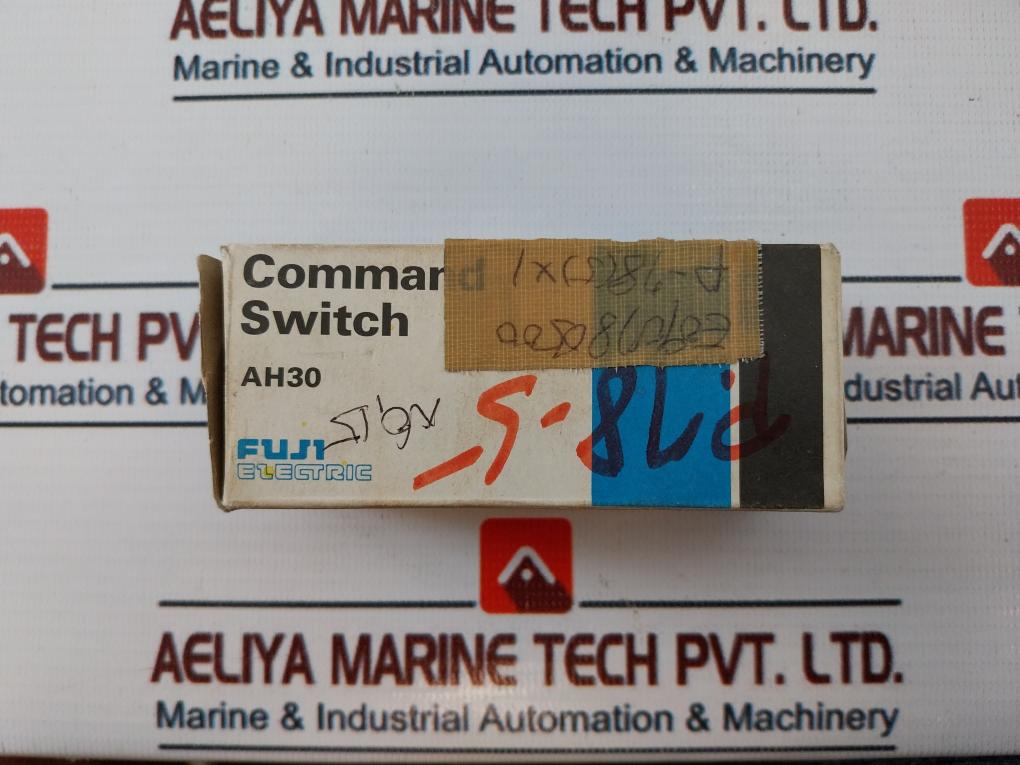 AELIYA MARINE TECH PVT. LTD.
Marine & Industrial Automation & Machinery
TECH PV
tomation & M
MARINE
dustrial Aut
Command
Switch
AH30
FUJI
ELECTRIC
AELIYA MARINE TECH PVT. LTD.
Marine & Industrial Automation & Machinery